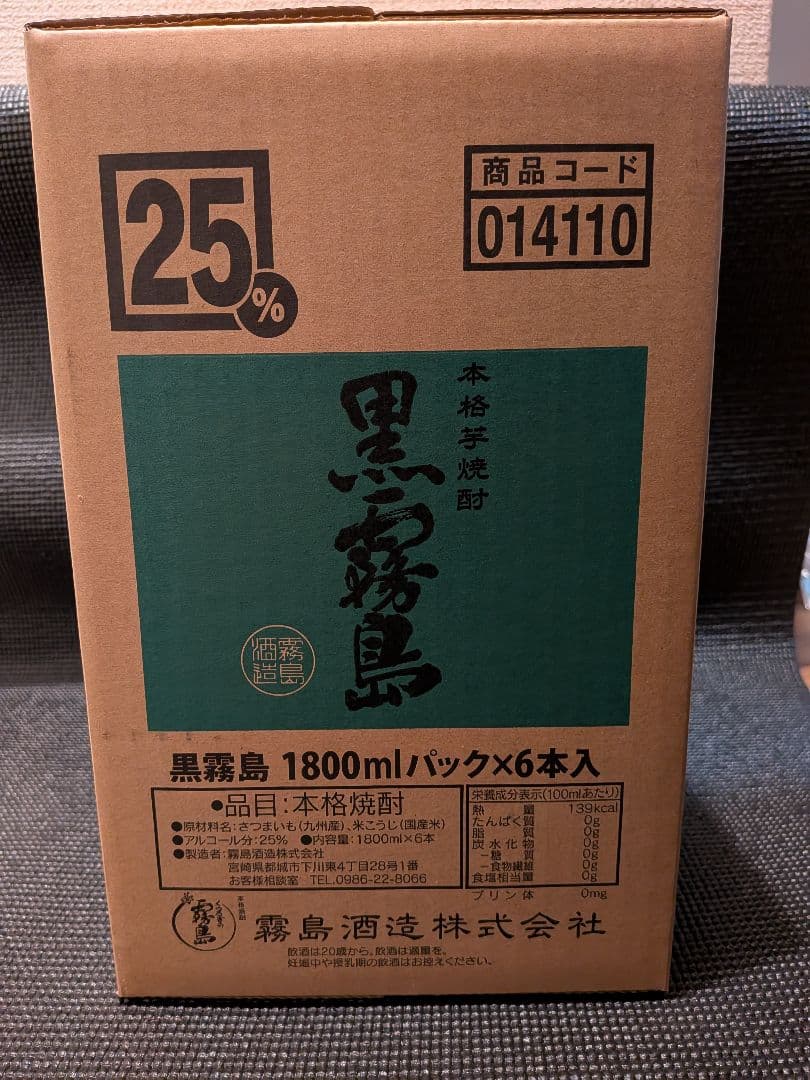 25%
商品コード
014110
本格芋焼酎
黒霧島
霧島酒造
黒霧島 1800mlパック×6本入
●品目:本格焼酎
●原材料名:さつまいも(九州産)、米こうじ(国産米)
●アルコール分:25% ●内容量:1800ml×6本
●製造者:霧島酒造株式会社
宮崎県都城市下川東4丁目28号1番
お客様相談室 TEL.0986-22-8066
栄養成分表示(100mlあたり)
熱量 139kcal
たんぱく質 0g
脂質 0g
炭水化物 0g
-糖質 0g
-食物繊維 0g
食塩相当量 0g
プリン体 0mg
本格焼酎
霧島
霧島酒造株式会社
飲酒は20歳から。飲酒は適量を。
妊娠中や授乳期の飲酒はお控えください。